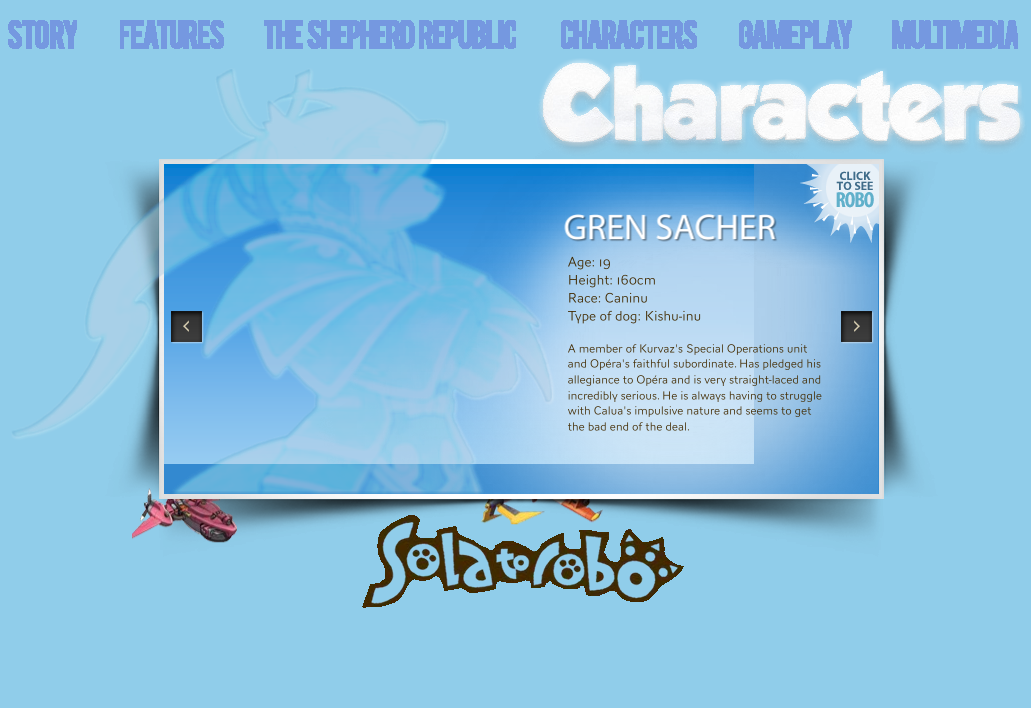 STORY FEATURES THE SHEPHERD REPUBLIC CHARACTERS GAMEPLAY MULTIMEDIA
Characters
CLICK
TO SEE
ROBO
GREN SACHER
Age: 19
Height: 160cm
Race: Caninu
Type of dog: Kishu-inu
A member of Kurvaz's Special Operations unit
and Opéra's faithful subordinate. Has pledged his
allegiance to Opéra and is very straight-laced and
incredibly serious. He is always having to struggle
with Calua's impulsive nature and seems to get
the bad end of the deal.
Solatorobo